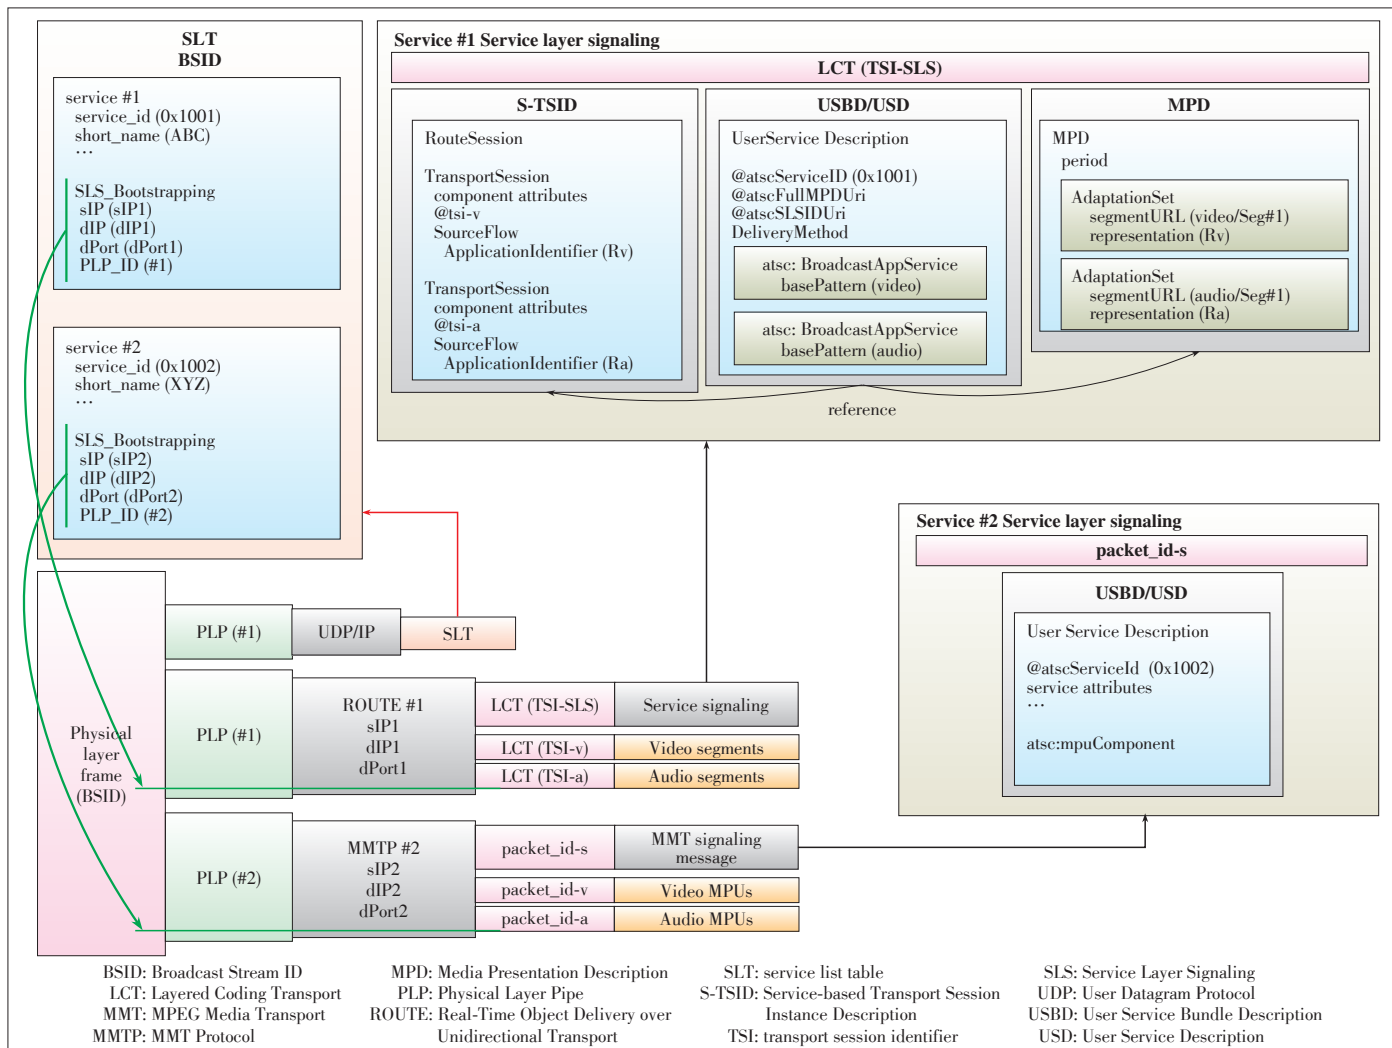 SLT
BSID
service #1
service_id (0x1001)
short_name (ABC)
...
SLS_Bootstrapping
sIP (sIP1)
dIP (dIP1)
dPort (dPort1)
PLP_ID (#1)
service #2
service_id (0x1002)
short_name (XYZ)
...
SLS_Bootstrapping
sIP (sIP2)
dIP (dIP2)
dPort (dPort2)
PLP_ID (#2)
Service #1 Service layer signaling
LCT (TSI-SLS)
S-TSID
RouteSession
TransportSession
component attributes
@tsi-v
SourceFlow
ApplicationIdentifier (Rv)
TransportSession
component attributes
@tsi-a
SourceFlow
ApplicationIdentifier (Ra)
USBD/USD
UserService Description
@atscServiceID (0x1001)
@atscFullMPDUri
@atscSLSIDUri
DeliveryMethod
atsc: BroadcastAppService
basePattern (video)
atsc: BroadcastAppService
basePattern (audio)
MPD
MPD
period
AdaptationSet
segmentURL (video/Seg#1)
representation (Rv)
AdaptationSet
segmentURL (audio/Seg#1)
representation (Ra)
reference
Service #2 Service layer signaling
packet_id-s
USBD/USD
User Service Description
@atscServiceId (0x1002)
service attributes
...
atsc:mpuComponent
Physical
layer
frame
(BSID)
PLP (#1)
UDP/IP
SLT
PLP (#1)
ROUTE #1
sIP1
dIP1
dPort1
LCT (TSI-SLS)
Service signaling
LCT (TSI-v)
Video segments
LCT (TSI-a)
Audio segments
PLP (#2)
MMTP #2
sIP2
dIP2
dPort2
packet_id-s
MMT signaling
message
packet_id-v
Video MPUs
packet_id-a
Audio MPUs
BSID: Broadcast Stream ID
LCT: Layered Coding Transport
MMT: MPEG Media Transport
MMTP: MMT Protocol
MPD: Media Presentation Description
PLP: Physical Layer Pipe
ROUTE: Real-Time Object Delivery over
Unidirectional Transport
SLT: service list table
S-TSID: Service-based Transport Session
Instance Description
TSI: transport session identifier
SLS: Service Layer Signaling
UDP: User Datagram Protocol
USBD: User Service Bundle Description
USD: User Service Description